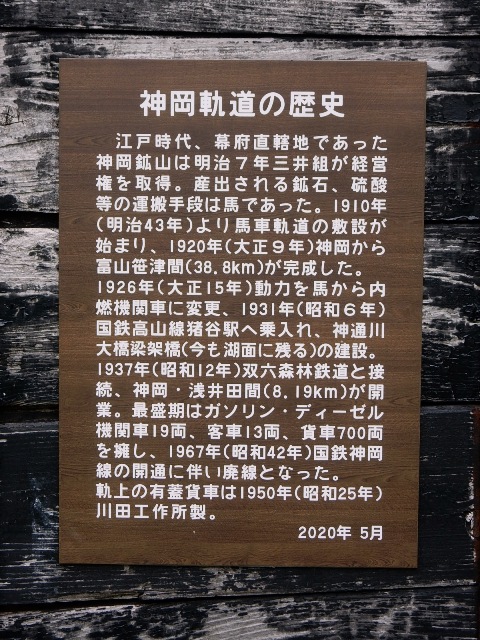 神岡軌道の歴史
江戸時代、幕府直轄地であった
神岡鉱山は明治７年三井組が経営
権を取得。産出される鉱石、硫酸
等の運搬手段は馬であった。1910年
(明治43年)より馬車軌道の敷設が
始まり、1920年(大正９年)神岡から
富山笹津間(38.8km)が完成した。
1926年(大正15年)動力を馬から内
燃機関車に変更、1931年(昭和６年)
国鉄高山線猪谷駅へ乗入れ、神通川
大橋梁架橋(今も湖面に残る)の建設。
1937年(昭和12年)双六森林鉄道と接
続、神岡・浅井田間(8.19km)が開
業。最盛期はガソリン・ディーゼル
機関車19両、客車13両、貨車700両
を擁し、1967年(昭和42年)国鉄神岡
線の開通に伴い廃線となった。
軌上の有蓋貨車は1950年(昭和25年)
川田工作所製。
2020年 5月